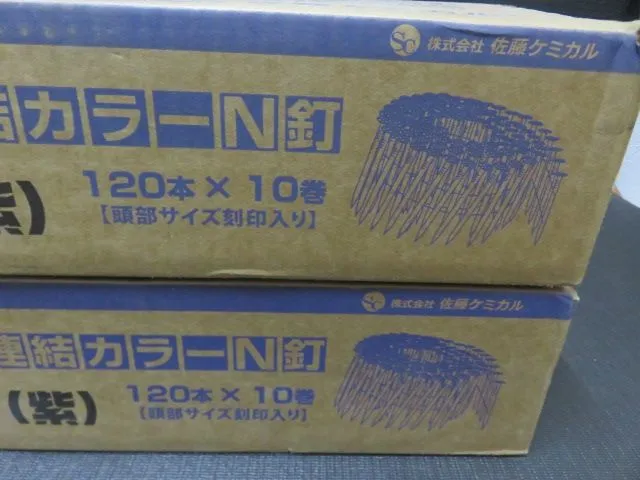 株式会社 佐藤ケミカル
結カラーN釘
紫)
120本×10巻
【頭部サイズ刻印入り】
株式会社 佐藤ケミカル
連結カラーN釘
(紫)
120本×10巻
【頭部サイズ刻印入り】